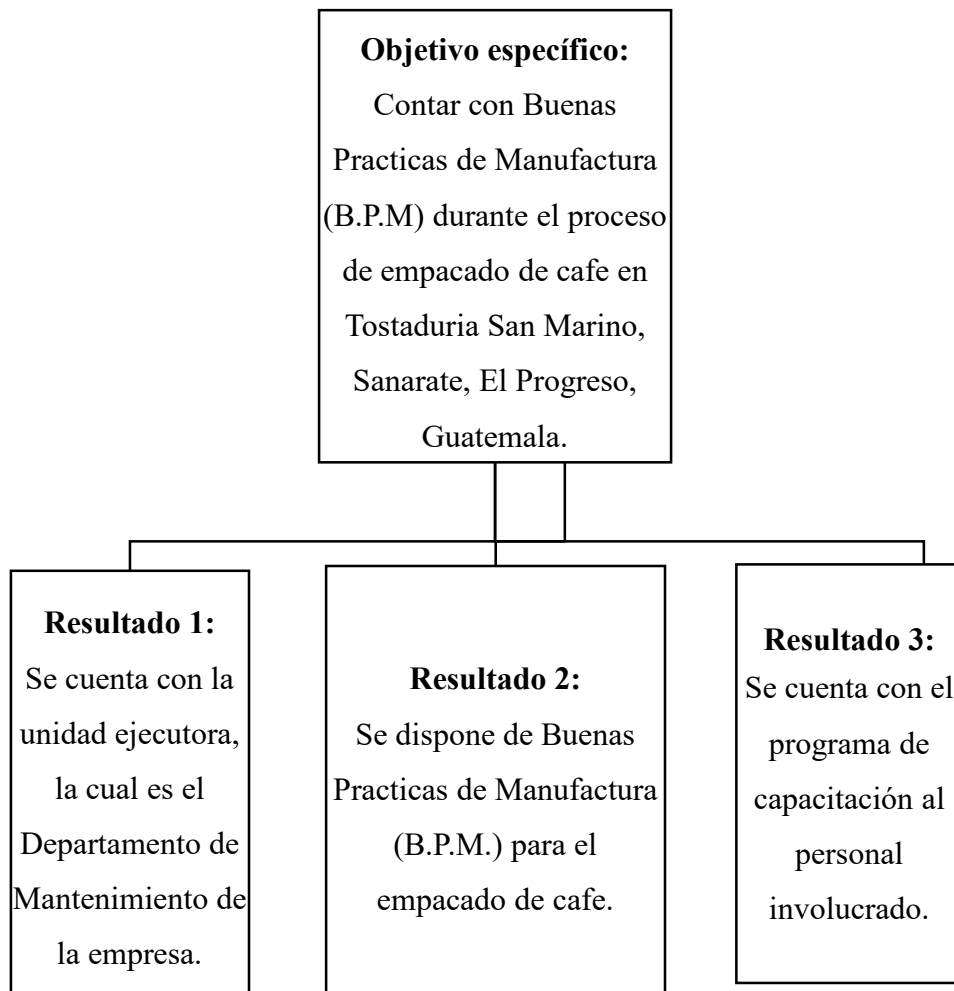 Objetivo específico:
Contar con Buenas
Practicas de Manufactura
(B.P.M) durante el proceso
de empacado de cafe en
Tostaduria San Marino,
Sanarate, El Progreso,
Guatemala.
Resultado 1:
Se cuenta con la
unidad ejecutora,
la cual es el
Departamento de
Mantenimiento de
la empresa.
Resultado 2:
Se dispone de Buenas
Practicas de Manufactura
(B.P.M.) para el
empacado de cafe.
Resultado 3:
Se cuenta con el
programa de
capacitación al
personal
involucrado.